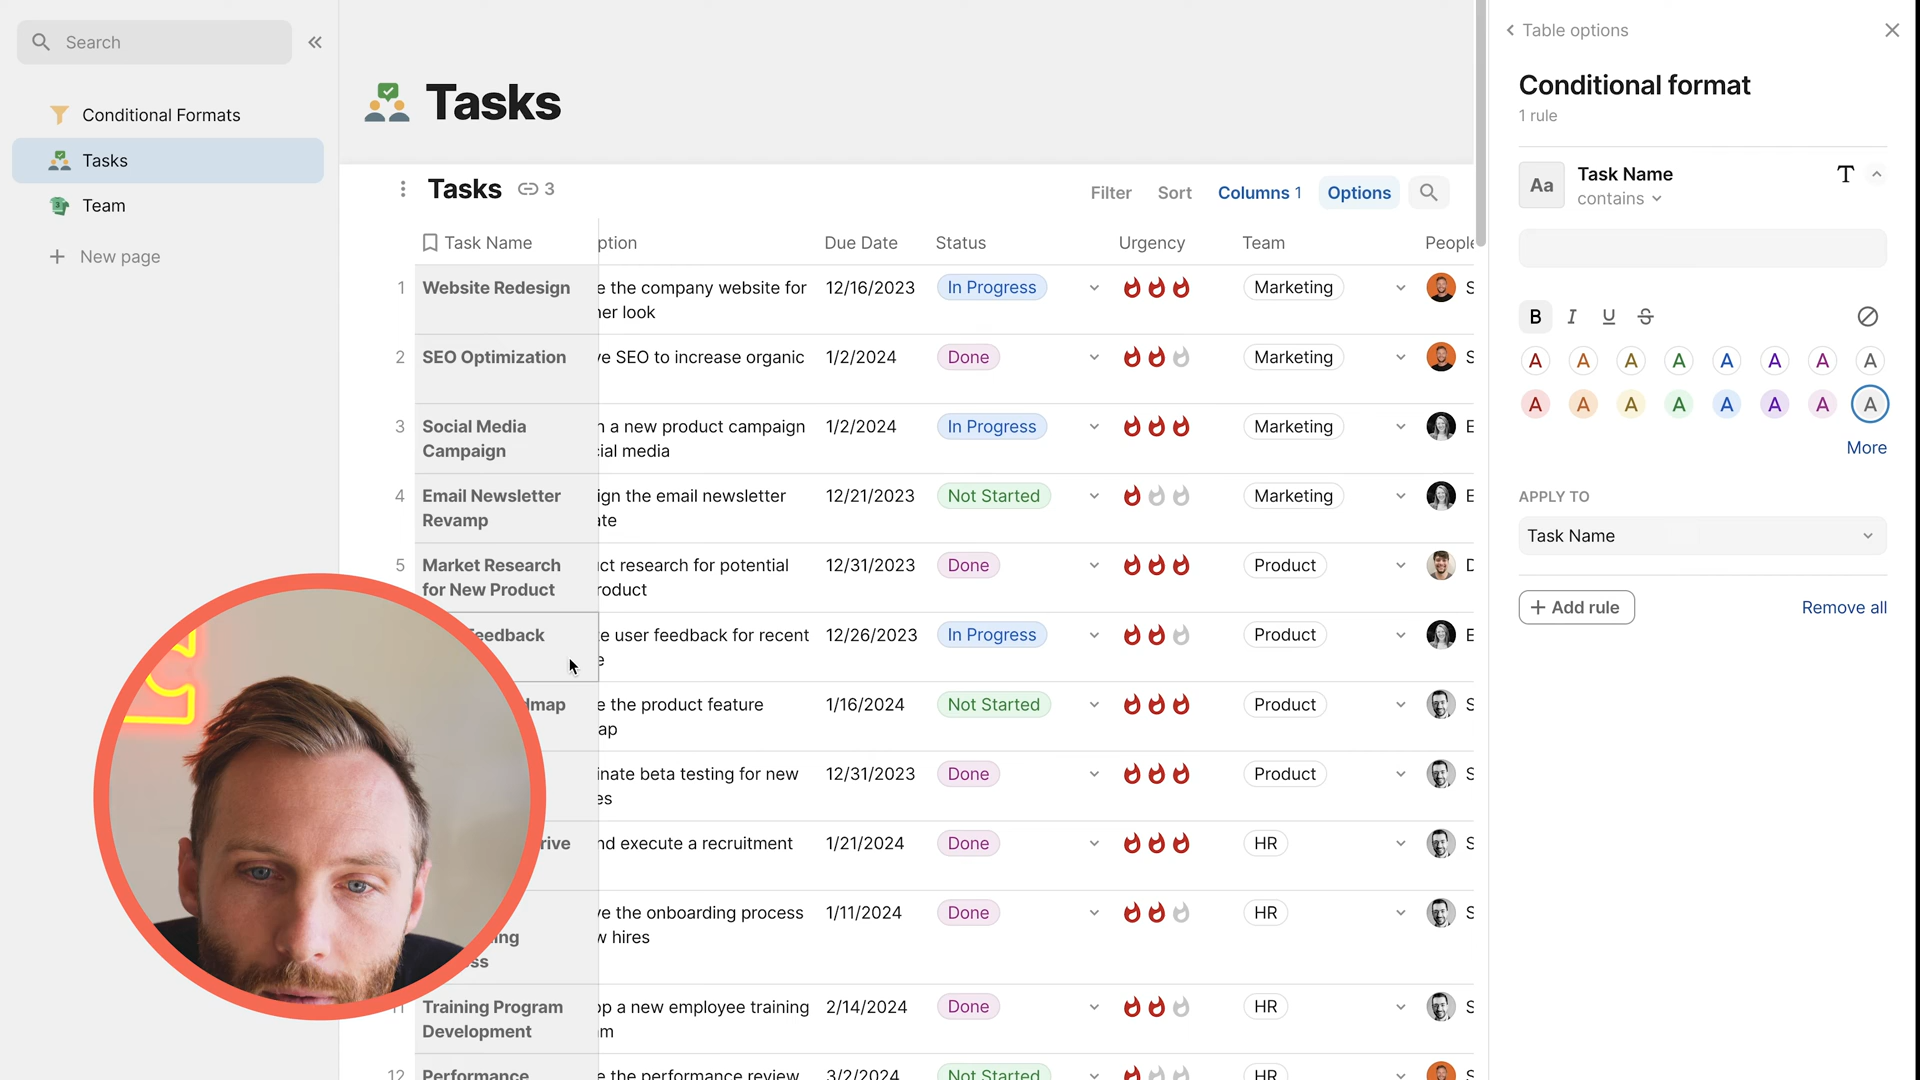 Search
Conditional Formats
Tasks
Team
New page
Tasks
Tasks 3
Filter Sort Columns 1 Options
Task Name ption Due Date Status Urgency Team People
1 Website Redesign e the company website for 12/16/2023 In Progress Marketing S
ner look
2 SEO Optimization ve SEO to increase organic 1/2/2024 Done Marketing S
3 Social Media n a new product campaign 1/2/2024 In Progress Marketing E
Campaign cial media
4 Email Newsletter ign the email newsletter 12/21/2023 Not Started Marketing E
Revamp ate
5 Market Research ct research for potential 12/31/2023 Done Product D
for New Product roduct
Feedback e user feedback for recent 12/26/2023 In Progress Product E
e
dmap e the product feature 1/16/2024 Not Started Product S
ap
inate beta testing for new 12/31/2023 Done Product S
es
rive nd execute a recruitment 1/21/2024 Done HR S
ve the onboarding process 1/11/2024 Done HR S
ing w hires
ss
11 Training Program op a new employee training 2/14/2024 Done HR S
Development m
12 Performance e the performance review 3/2/2024 Not Started HR S
Table options
Conditional format
1 rule
Aa Task Name T
contains
B I U S
A A A A A A A A
A A A A A A A A
More
APPLY TO
Task Name
+ Add rule Remove all